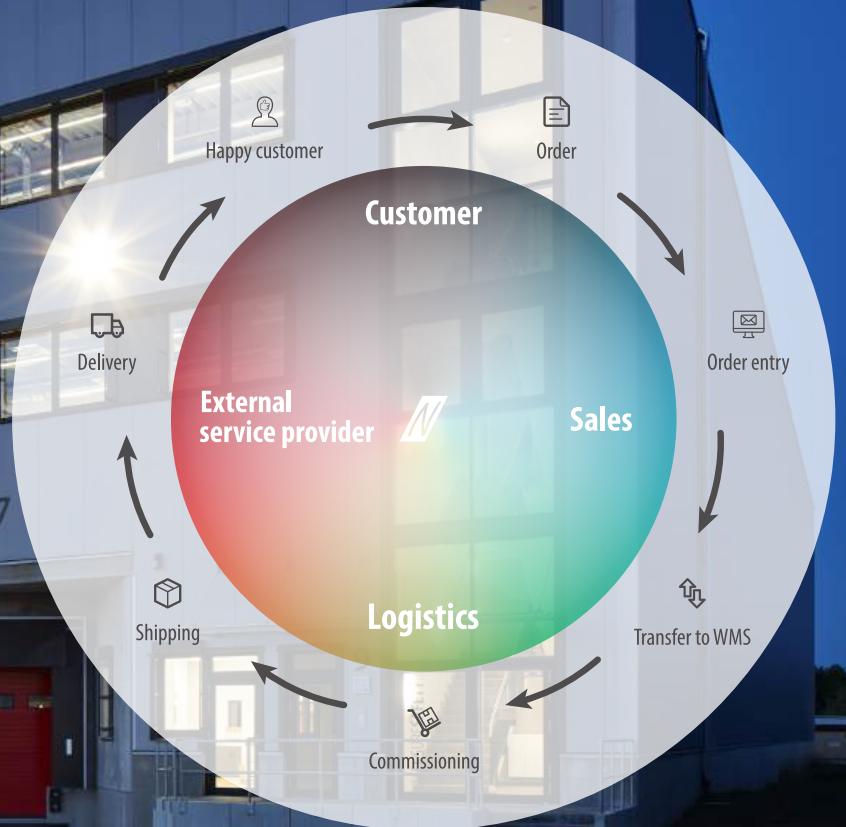 Happy customer
Order
Customer
Delivery
Order entry
External
service provider
N
Sales
Logistics
Shipping
Transfer to WMS
Commissioning